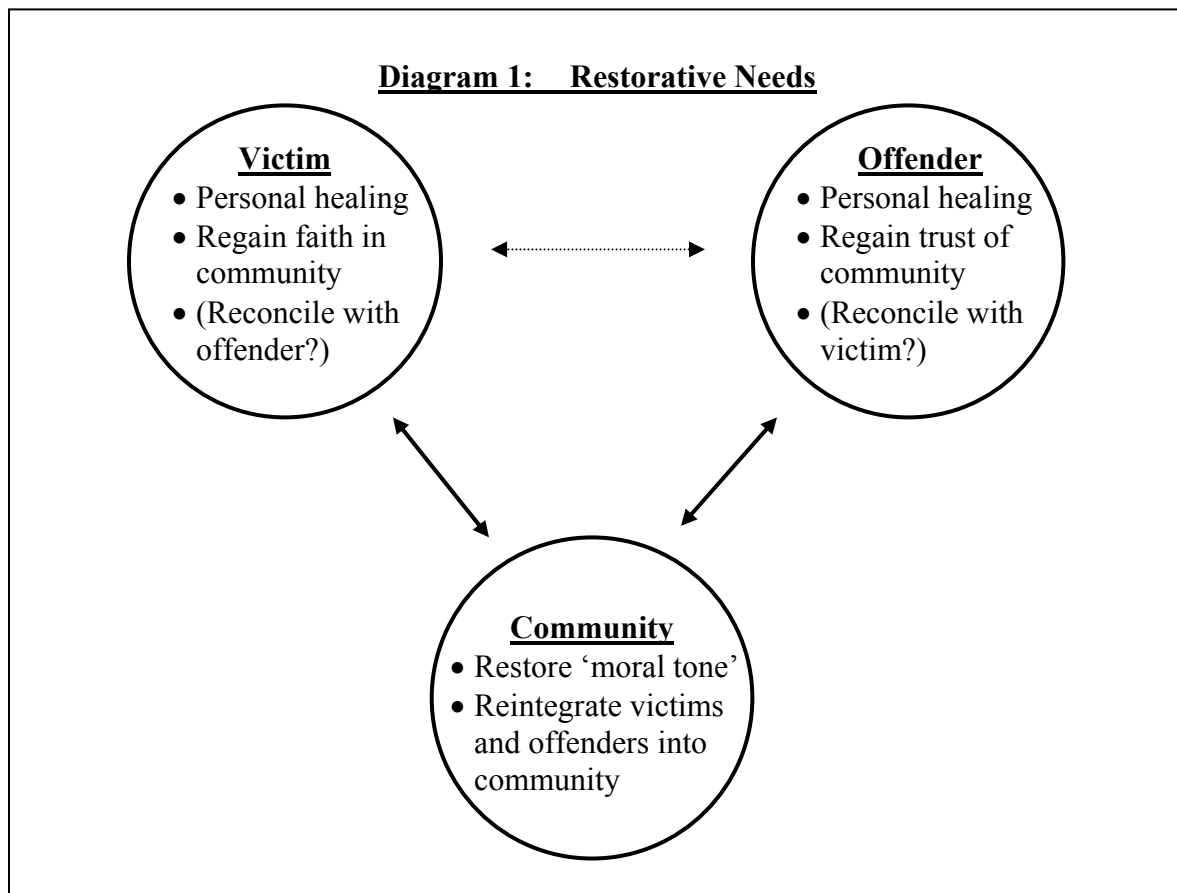 Diagram 1: Restorative Needs
Victim
• Personal healing
• Regain faith in
community
• (Reconcile with
offender?)
Offender
• Personal healing
• Regain trust of
community
• (Reconcile with
victim?)
Community
• Restore ‘moral tone’
• Reintegrate victims
and offenders into
community